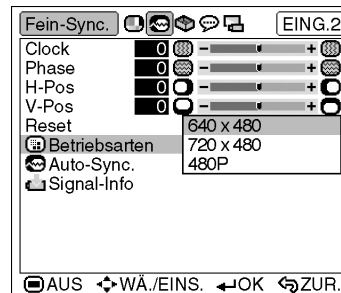 Fein-Sync. EING.2
Clock 0 - +
Phase 0 - +
H-Pos 0 - +
V-Pos 0 - +
Reset 640 x 480
Betriebsarten 720 x 480
Auto-Sync. 480P
Signal-Info
AUS WÄ./EINS. OK ZUR.